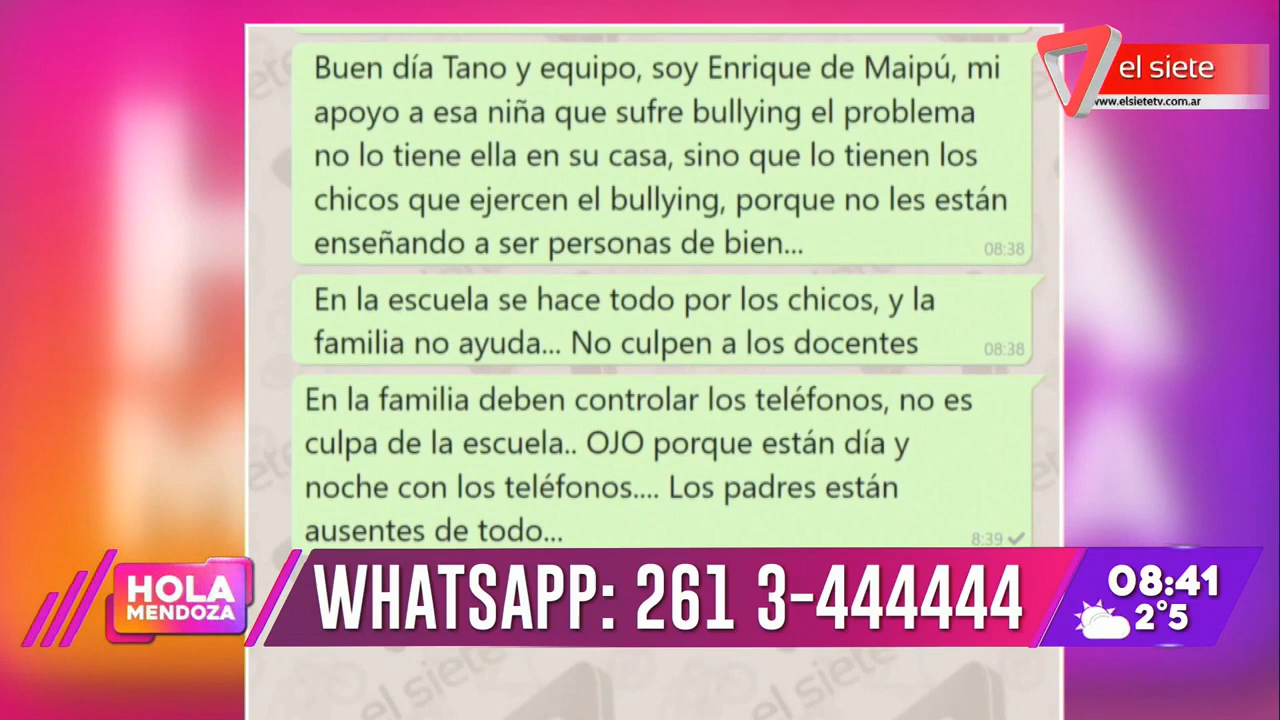 Buen día Tano y equipo, soy Enrique de Maipú, mi
apoyo a esa niña que sufre bullying el problema
no lo tiene ella en su casa, sino que lo tienen los
chicos que ejercen el bullying, porque no les están
enseñando a ser personas de bien...
08:38
En la escuela se hace todo por los chicos, y la
familia no ayuda... No culpen a los docentes
08:38
En la familia deben controlar los teléfonos, no es
culpa de la escuela.. OJO porque están día y
noche con los teléfonos.... Los padres están
ausentes de todo...
8:39
el siete
www.elsietetv.com.ar
HOLA
MENDOZA
WHATSAPP: 261 3-444444
08:41
2°5
el siete